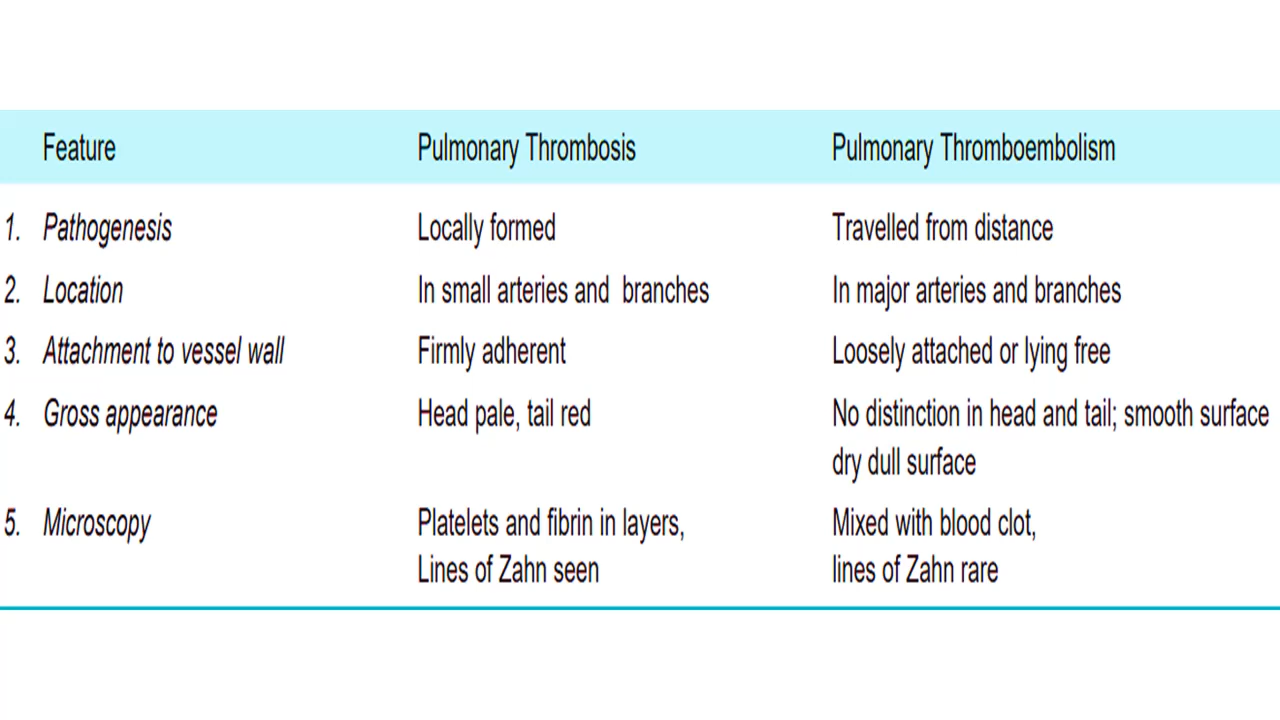 Feature Pulmonary Thrombosis Pulmonary Thromboembolism
1. Pathogenesis Locally formed Travelled from distance
2. Location In small arteries and branches In major arteries and branches
3. Attachment to vessel wall Firmly adherent Loosely attached or lying free
4. Gross appearance Head pale, tail red No distinction in head and tail; smooth surface
dry dull surface
5. Microscopy Platelets and fibrin in layers, Mixed with blood clot,
Lines of Zahn seen lines of Zahn rare